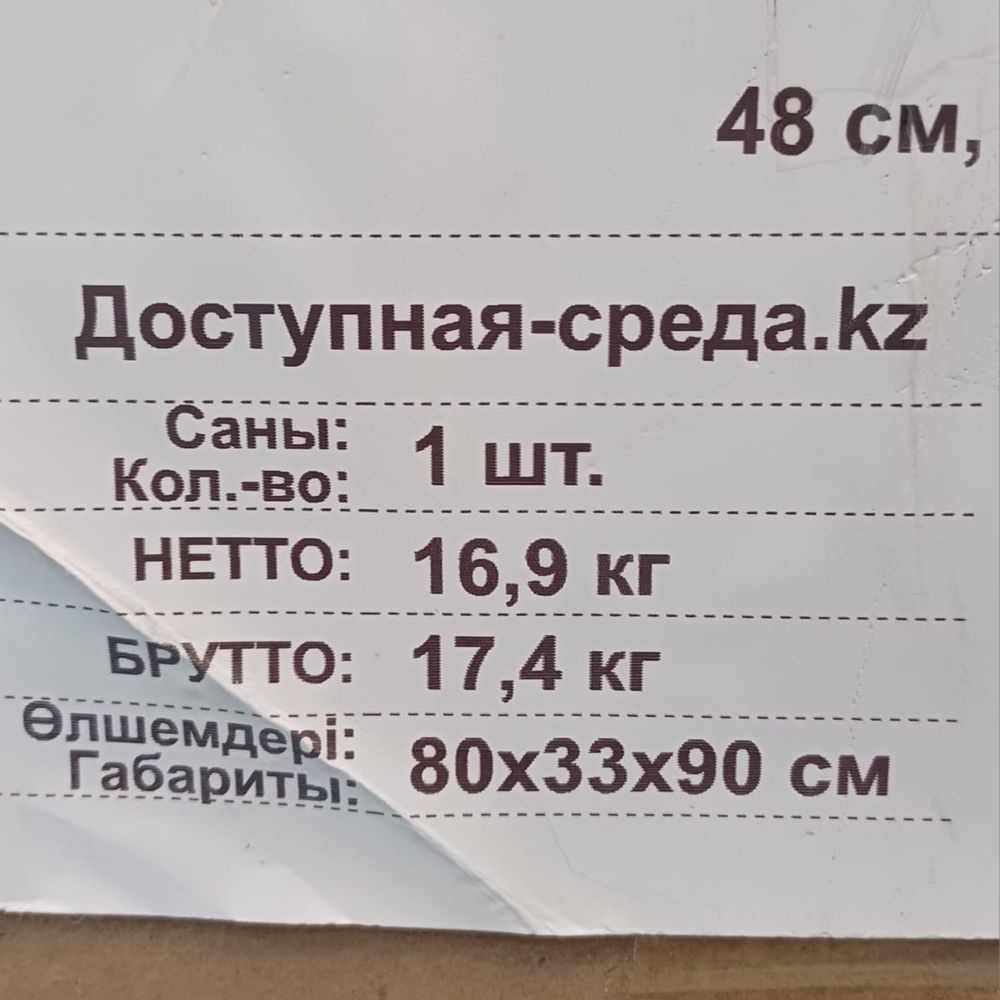 48 см,
Доступная-среда.kz
Саны:
Кол.-во: 1 шт.
НЕТТО: 16,9 кг
БРУТТО: 17,4 кг
Өлшемдері:
Габариты: 80х33х90 см